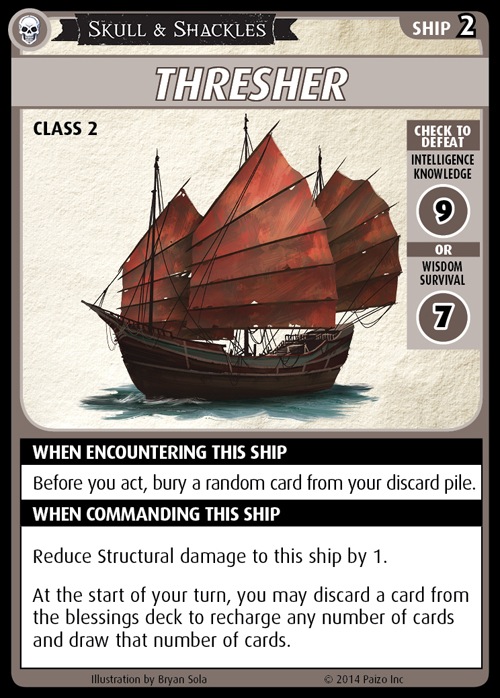 SKULL & SHACKLES
SHIP 2
THRESHER
CLASS 2
CHECK TO
DEFEAT
INTELLIGENCE
KNOWLEDGE
9
OR
WISDOM
SURVIVAL
7
WHEN ENCOUNTERING THIS SHIP
Before you act, bury a random card from your discard pile.
WHEN COMMANDING THIS SHIP
Reduce Structural damage to this ship by 1.
At the start of your turn, you may discard a card from
the blessings deck to recharge any number of cards
and draw that number of cards.
Illustration by Bryan Sola
© 2014 Paizo Inc